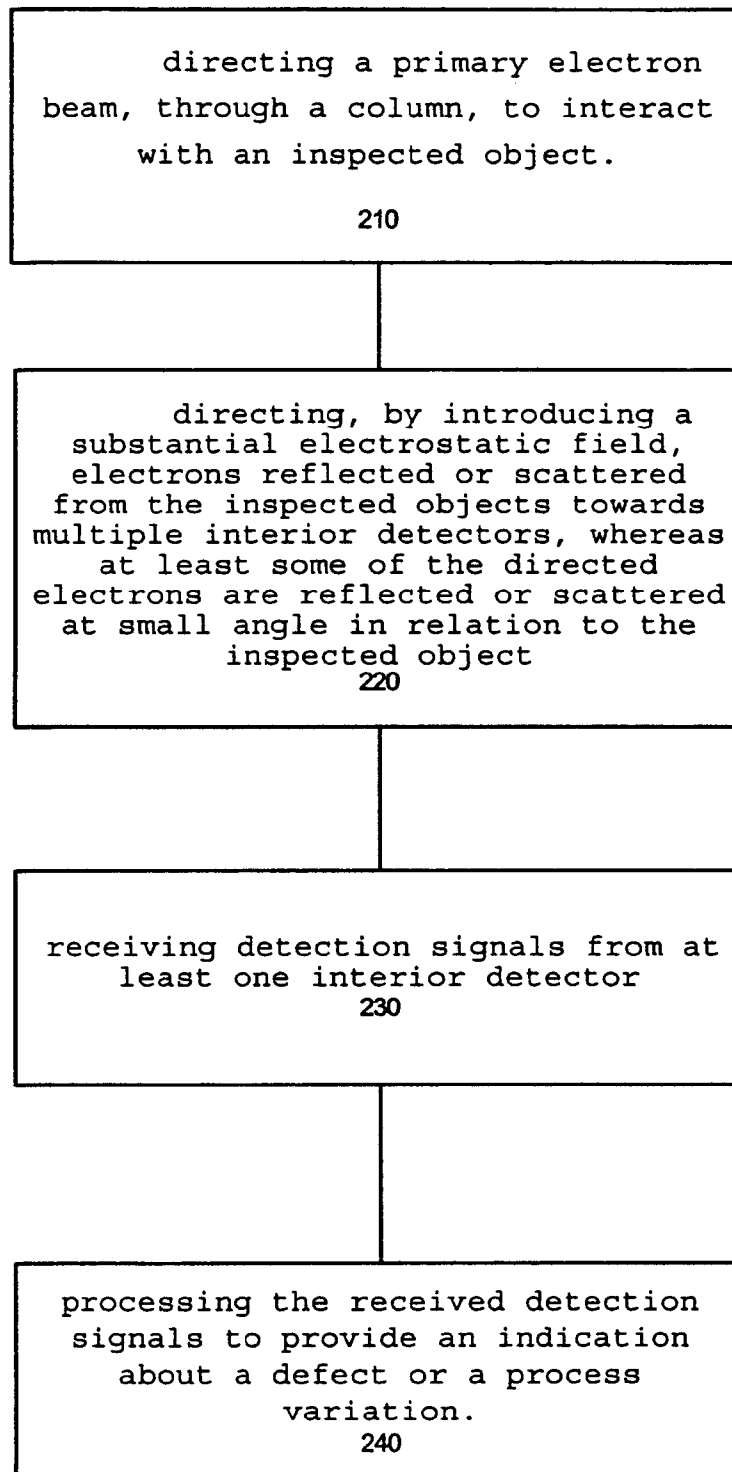 directing a primary electron
beam, through a column, to interact
with an inspected object.
210
directing, by introducing a
substantial electrostatic field,
electrons reflected or scattered
from the inspected objects towards
multiple interior detectors, whereas
at least some of the directed
electrons are reflected or scattered
at small angle in relation to the
inspected object
220
receiving detection signals from at
least one interior detector
230
processing the received detection
signals to provide an indication
about a defect or a process
variation.
240